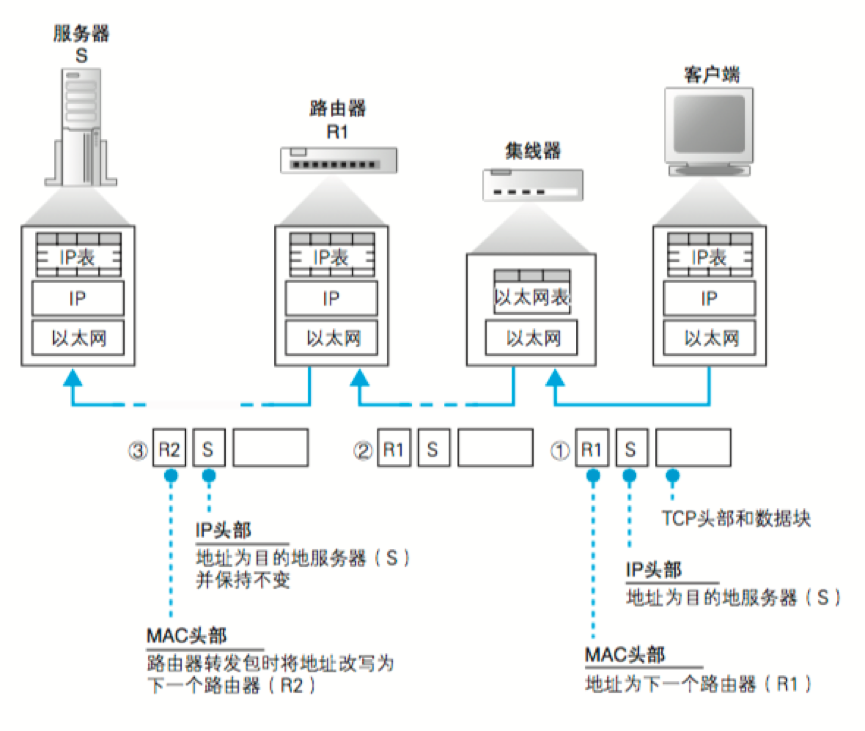 服务器
S
路由器
R1
集线器
客户端
IP表
IP
以太网
IP表
IP
以太网
以太网表
以太网
IP表
IP
以太网
③ R2 S
② R1 S
① R1 S
IP头部
地址为目的地服务器（S）
并保持不变
MAC头部
路由器转发包时将地址改写为
下一个路由器（R2）
TCP头部和数据块
IP头部
地址为目的地服务器（S）
MAC头部
地址为下一个路由器（R1）